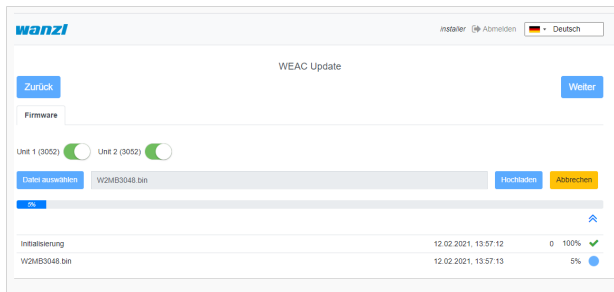 wanzl
installer Abmelden Deutsch
WEAC Update
Zurück Weiter
Firmware
Unit 1 (3052) Unit 2 (3052)
Datei auswählen W2MB3048.bin Hochladen Abbrechen
5%
Initialisierung 12.02.2021, 13:57:12 0 100%
W2MB3048.bin 12.02.2021, 13:57:13 5%